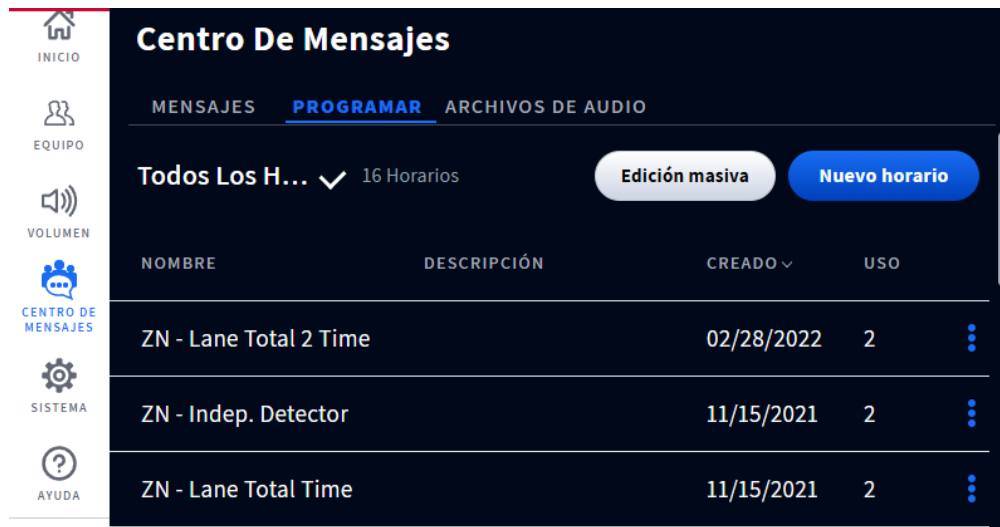 INICIO
EQUIPO
VOLUMEN
CENTRO DE
MENSAJES
SISTEMA
AYUDA
Centro De Mensajes
MENSAJES PROGRAMAR ARCHIVOS DE AUDIO
Todos Los H... 16 Horarios Edición masiva Nuevo horario
NOMBRE DESCRIPCIÓN CREADO USO
ZN - Lane Total 2 Time 02/28/2022 2
ZN - Indep. Detector 11/15/2021 2
ZN - Lane Total Time 11/15/2021 2